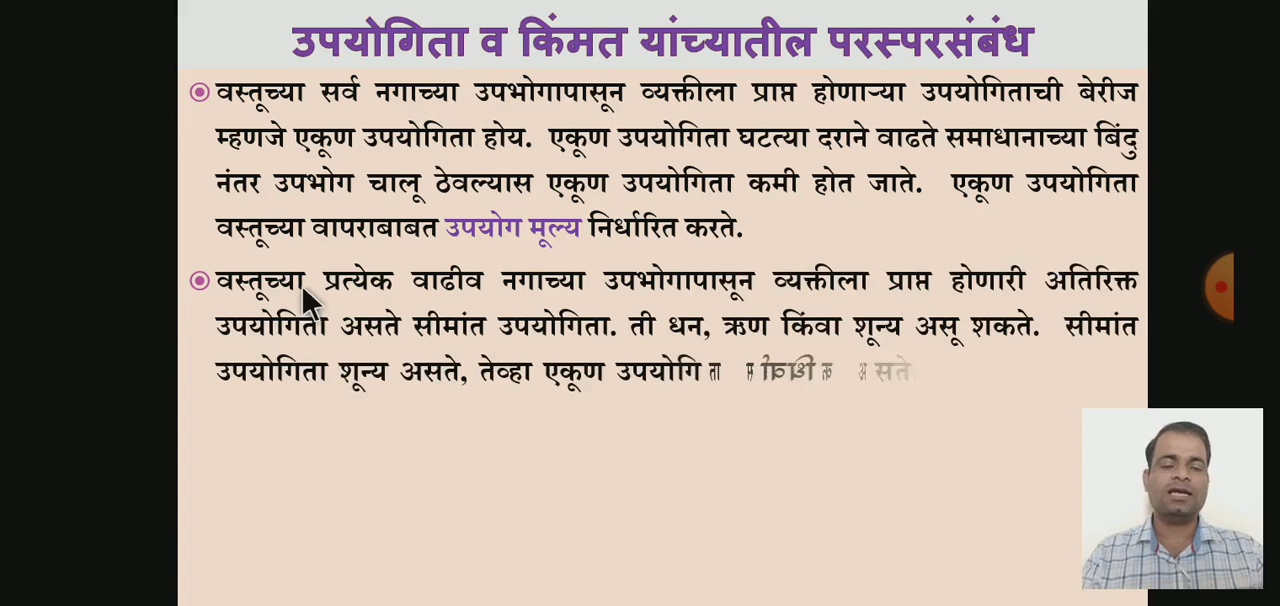 उपयोगिता व किंमत यांच्यातील परस्परसंबंध
वस्तूच्या सर्व नगाच्या उपभोगापासून व्यक्तीला प्राप्त होणाऱ्या उपयोगिताची बेरीज
म्हणजे एकूण उपयोगिता होय. एकूण उपयोगिता घटत्या दराने वाढते समाधानाच्या बिंदु
नंतर उपभोग चालू ठेवल्यास एकूण उपयोगिता कमी होत जाते. एकूण उपयोगिता
वस्तूच्या वापराबाबत उपयोग मूल्य निर्धारित करते.
वस्तूच्या प्रत्येक वाढीव नगाच्या उपभोगापासून व्यक्तीला प्राप्त होणारी अतिरिक्त
उपयोगिता असते सीमांत उपयोगिता. ती धन, ऋण किंवा शून्य असू शकते. सीमांत
उपयोगिता शून्य असते, तेव्हा एकूण उपयोगिता